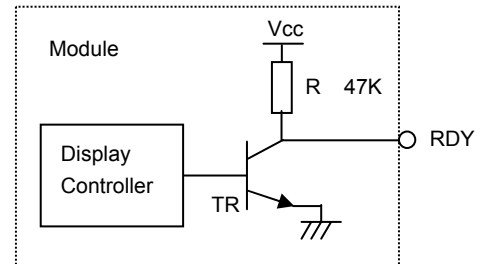 Vcc
Module
R 47K
RDY
Display
Controller
TR